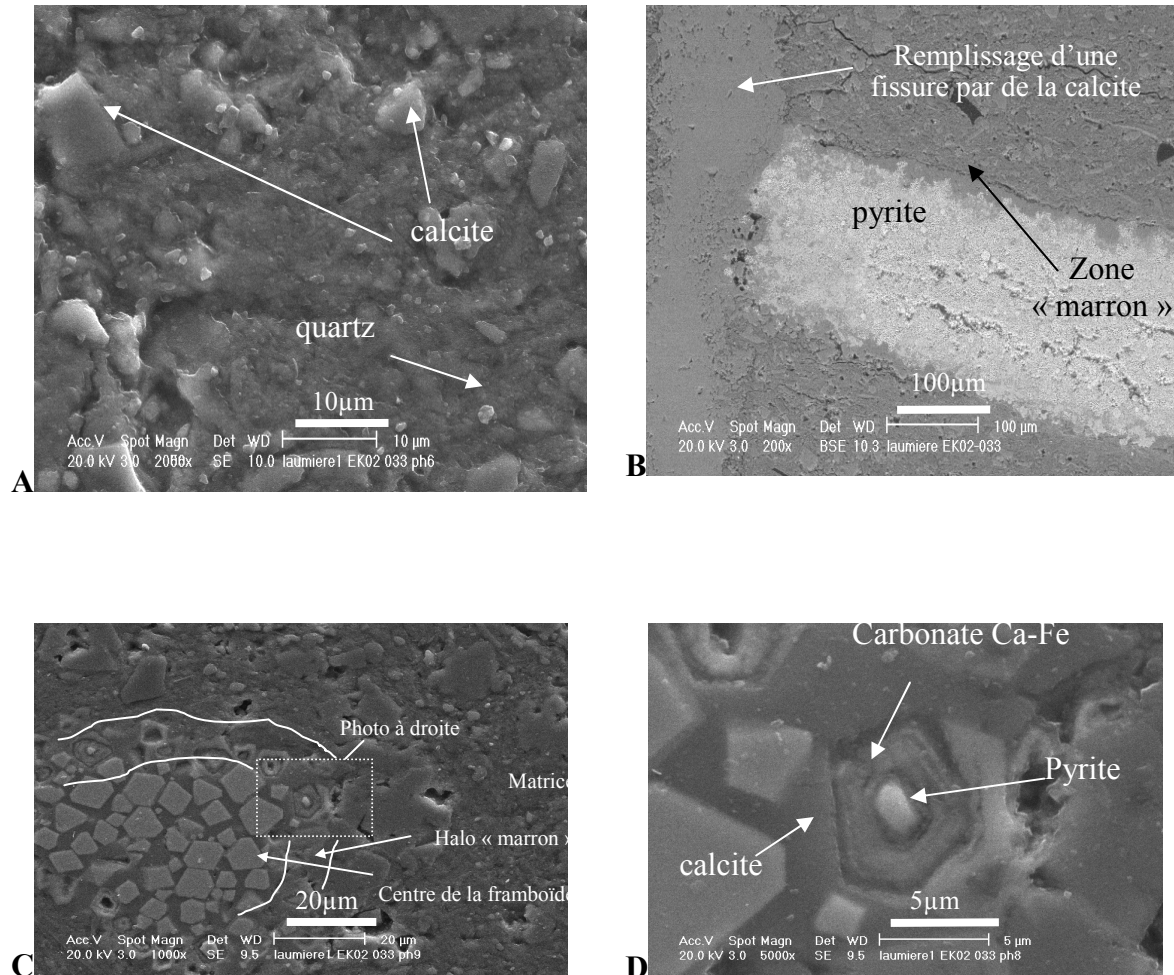 calcite
quartz
10µm
Acc.V Spot Magn Det WD 10 µm
20.0 kV 3.0 2000x SE 10.0 laumiere1 EK02 033 ph6
A
Remplissage d’une
fissure par de la calcite
pyrite
Zone
« marron »
100µm
Acc.V Spot Magn Det WD 100 µm
20.0 kV 3.0 200x BSE 10.3 laumiere EK02-033
B
Photo à droite
Matrice
Halo « marron »
Centre de la framboïde
20µm
Acc.V Spot Magn Det WD 20 µm
20.0 kV 3.0 1000x SE 9.5 laumiere1 EK02 033 ph9
C
Carbonate Ca-Fe
Pyrite
calcite
5µm
Acc.V Spot Magn Det WD 5 µm
20.0 kV 3.0 5000x SE 9.5 laumiere1 EK02 033 ph8
D